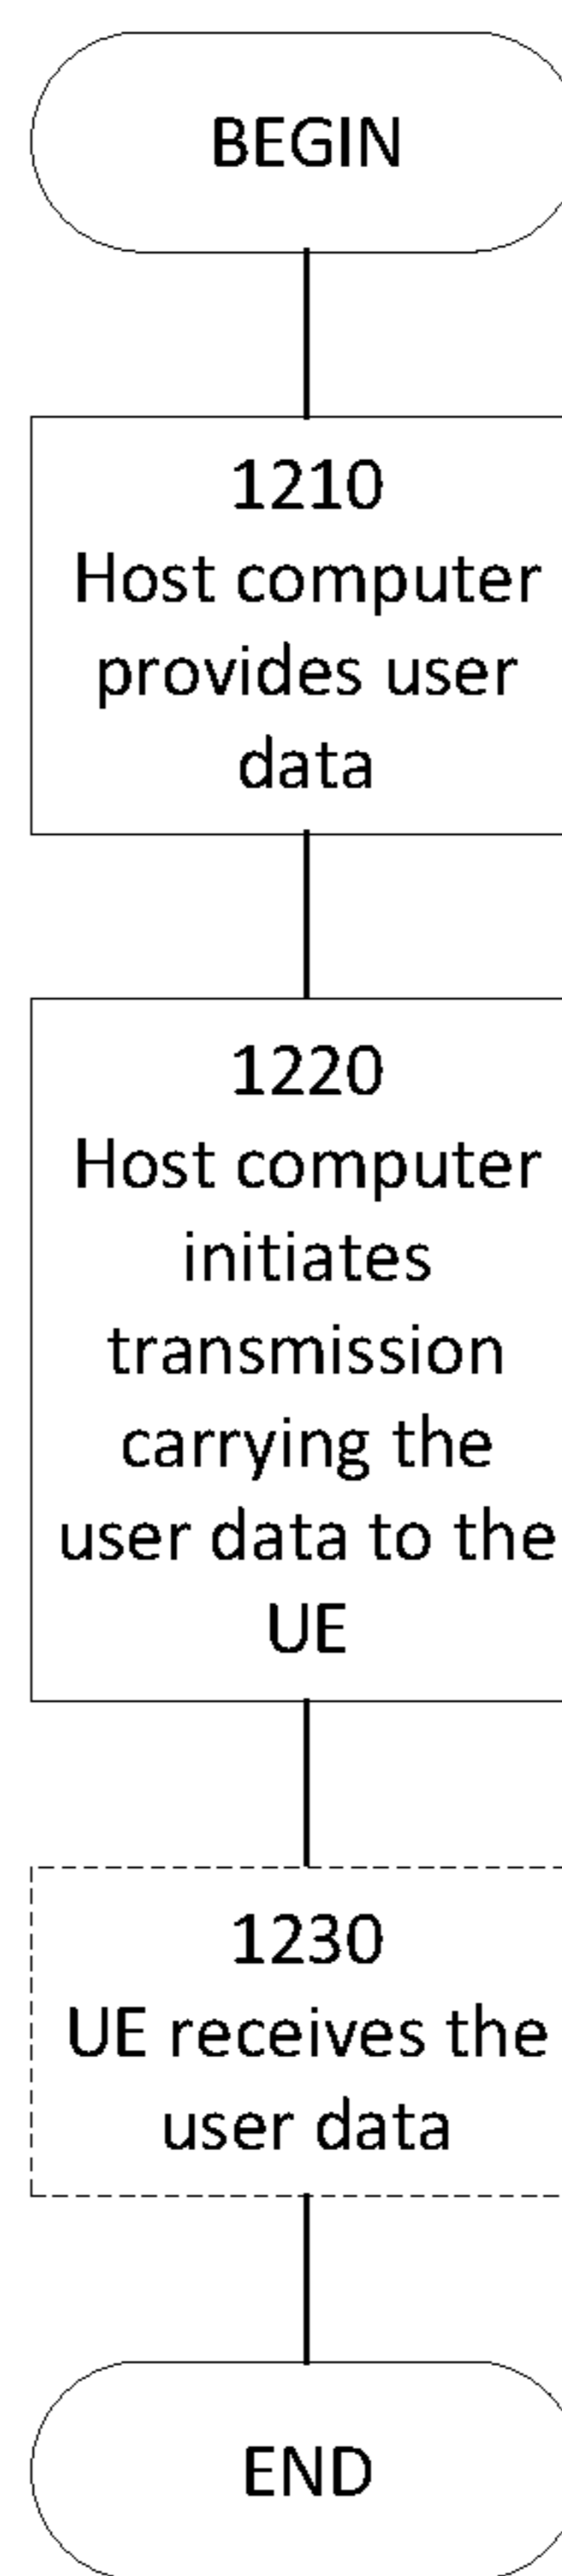 BEGIN
1210
Host computer
provides user
data
1220
Host computer
initiates
transmission
carrying the
user data to the
UE
1230
UE receives the
user data
END